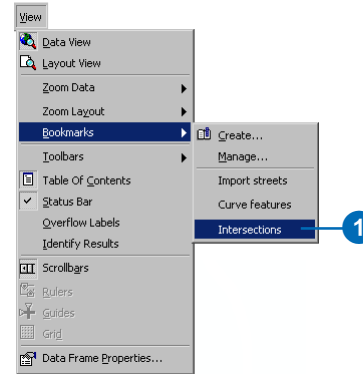 View
Data View
Layout View
Zoom Data
Zoom Layout
Bookmarks
Toolbars
Table Of Contents
Status Bar
Overflow Labels
Identify Results
Scrollbars
Rulers
Guides
Grid
Data Frame Properties...
Create...
Manage...
Import streets
Curve features
Intersections
1